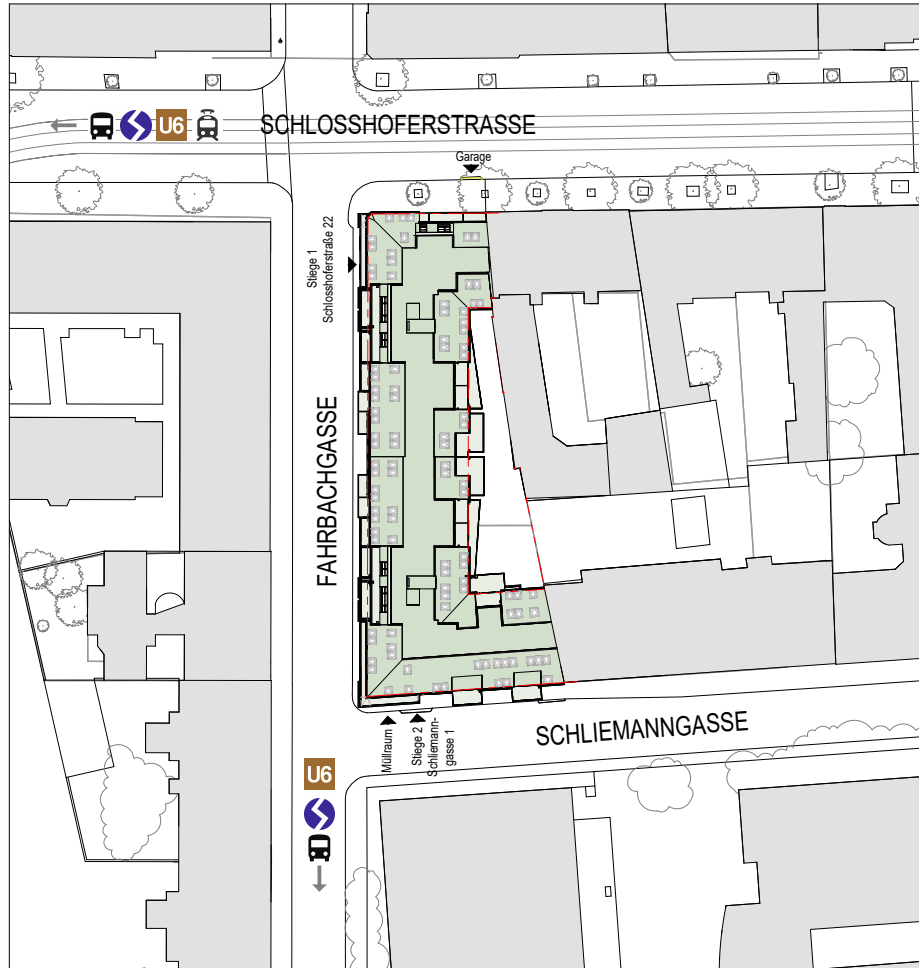 U6
SCHLOSSHOFERSTRASSE
Garage
Stiege 1
Schlosshoferstraße 22
FAHRBACHGASSE
SCHLIEMANNGASSE
Müllraum
Stiege 2
Schliemann-
gasse 1
U6